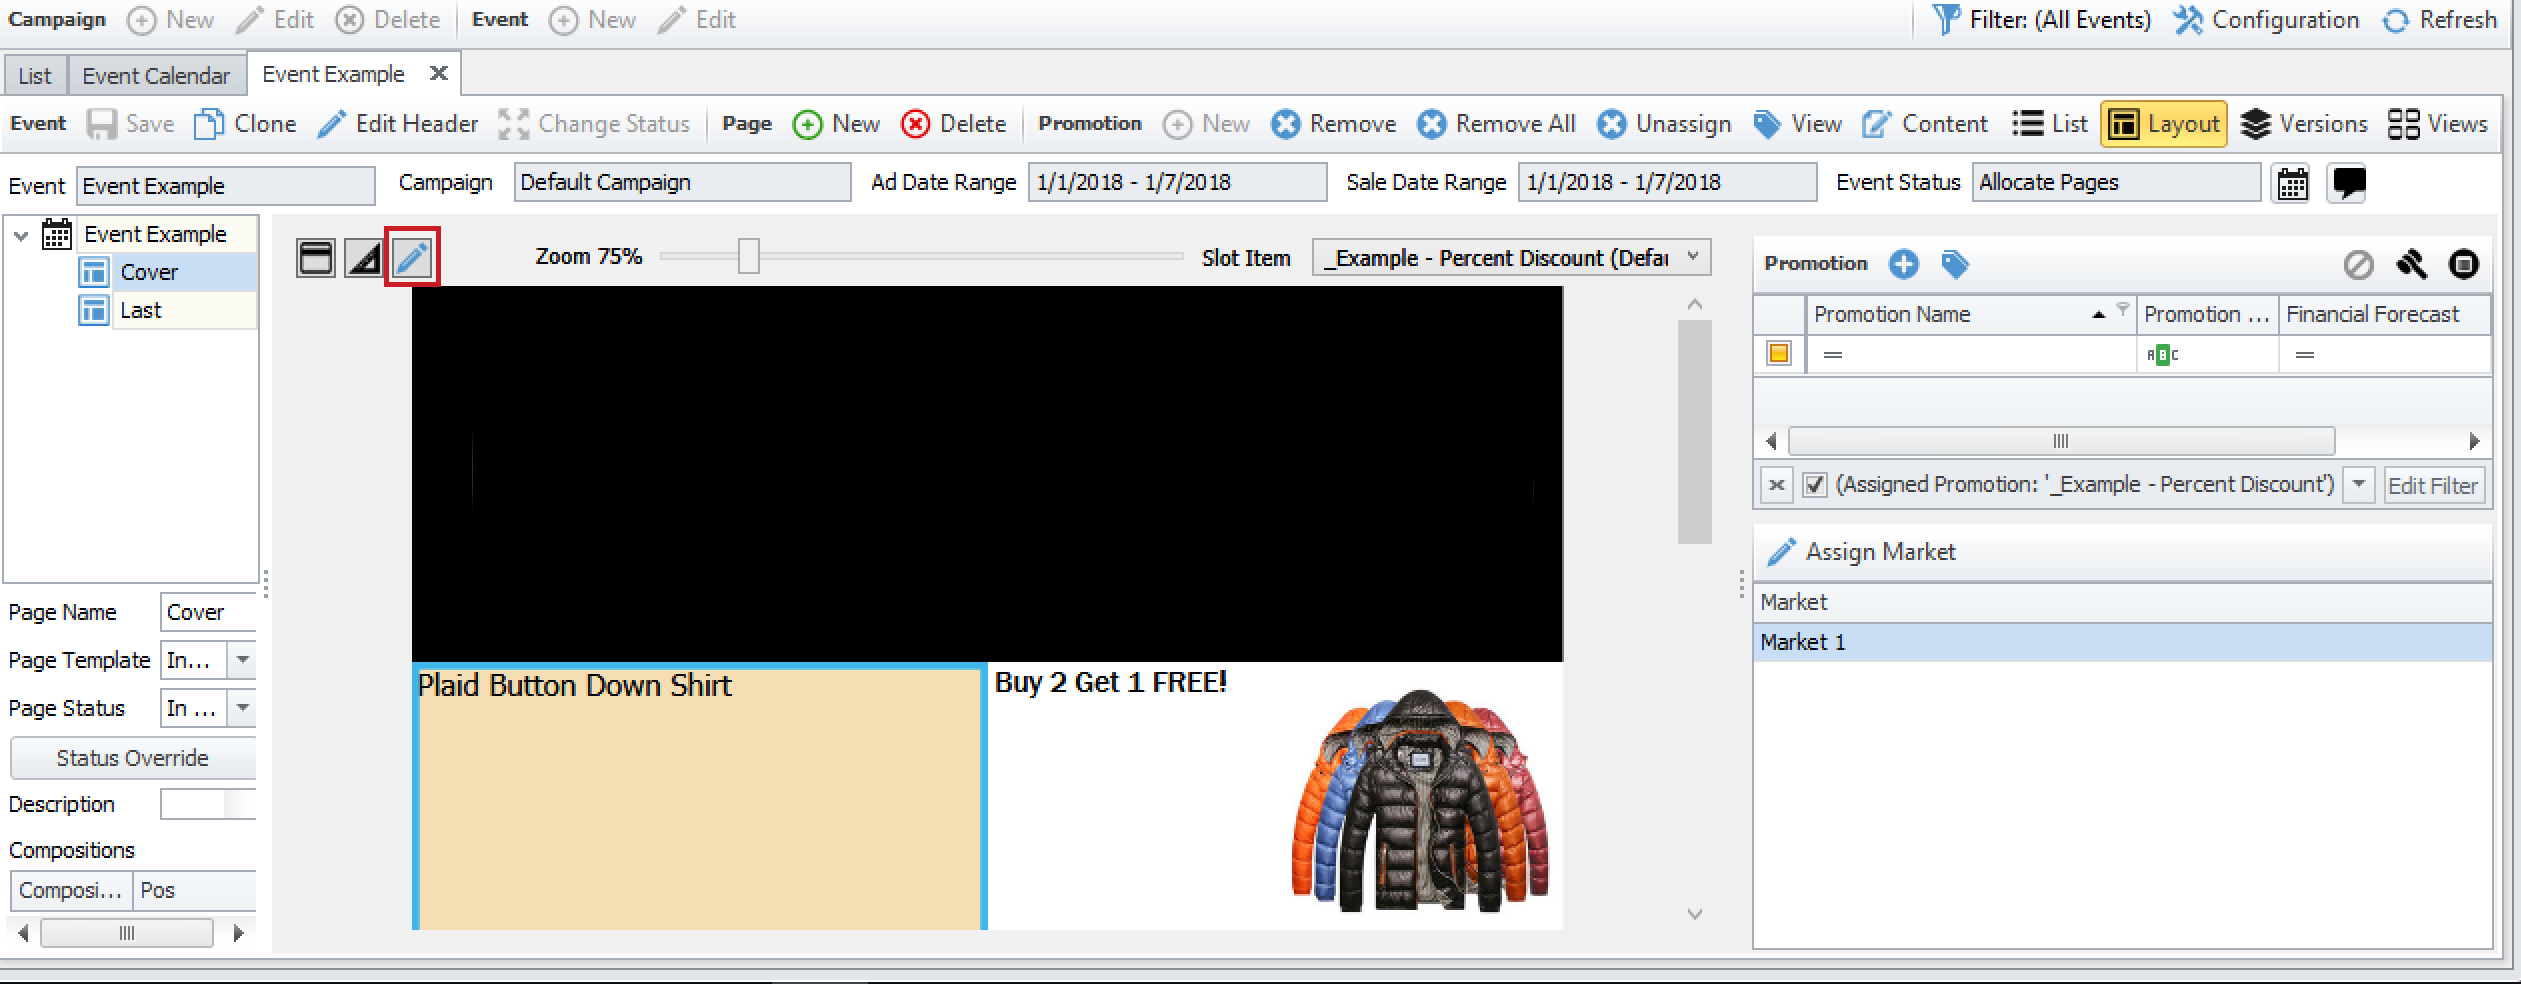 Campaign New Edit Delete Event New Edit Filter: (All Events) Configuration Refresh
List Event Calendar Event Example
Event Save Clone Edit Header Change Status Page New Delete Promotion New Remove Remove All Unassign View Content List Layout Versions Views
Event Event Example Campaign Default Campaign Ad Date Range 1/1/2018 - 1/7/2018 Sale Date Range 1/1/2018 - 1/7/2018 Event Status Allocate Pages
Event Example
Cover
Last
Page Name Cover
Page Template In...
Page Status In ...
Status Override
Description
Compositions
Composi... Pos
Zoom 75% Slot Item _Example - Percent Discount (Defau
Plaid Button Down Shirt
Buy 2 Get 1 FREE!
Promotion
Promotion Name Promotion ... Financial Forecast
= ABC =
(Assigned Promotion: '_Example - Percent Discount') Edit Filter
Assign Market
Market
Market 1